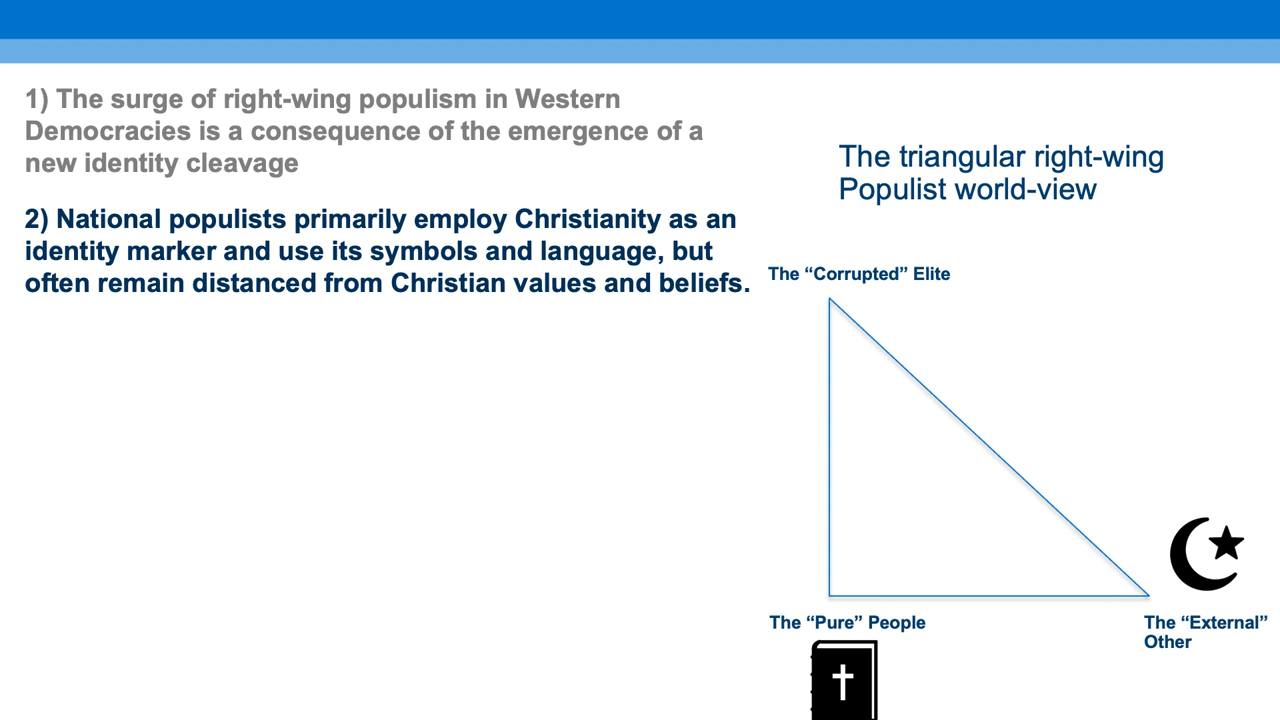 1) The surge of right-wing populism in Western
Democracies is a consequence of the emergence of a
new identity cleavage
2) National populists primarily employ Christianity as an
identity marker and use its symbols and language, but
often remain distanced from Christian values and beliefs.
The triangular right-wing
Populist world-view
The “Corrupted” Elite
The “Pure” People
The “External”
Other